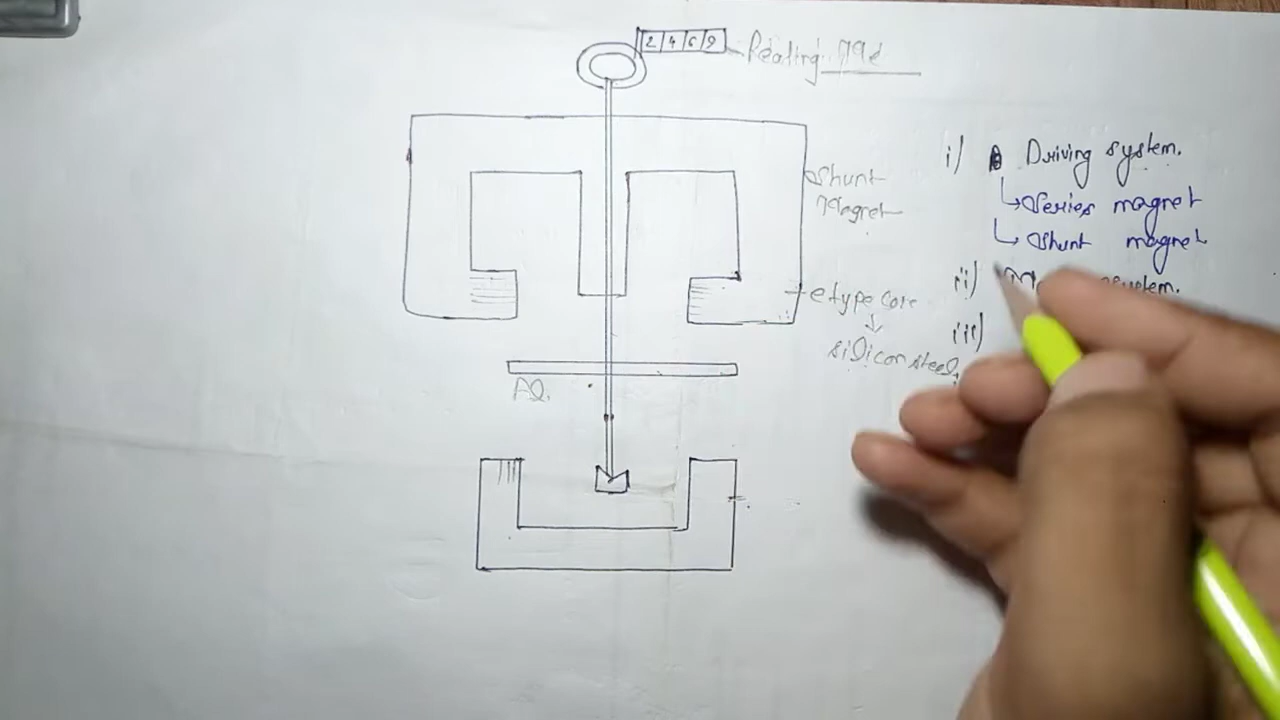 2 4 6 9
Shunt
Magnet
e type core
↓
silicon steel.
Al.
i) Driving system.
↳ Series magnet
↳ Shunt magnet
ii) system.
iii)